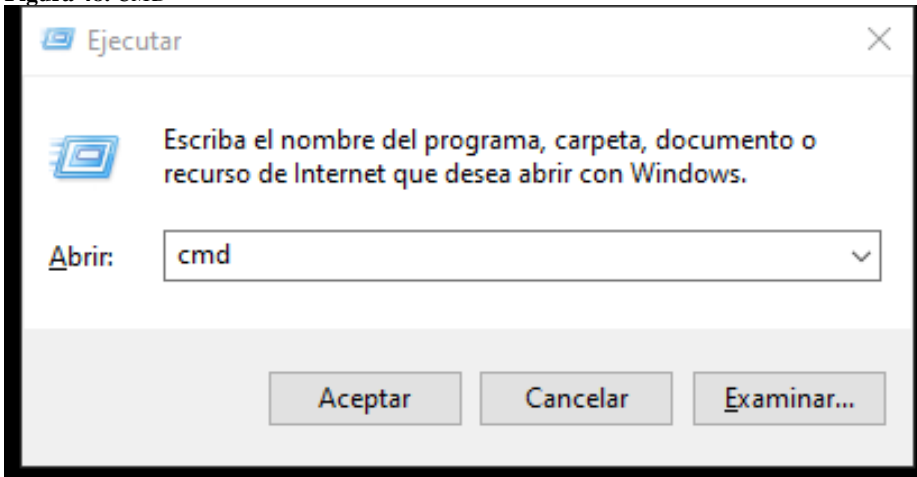 Ejecutar
Escriba el nombre del programa, carpeta, documento o
recurso de Internet que desea abrir con Windows.
Abrir:
cmd
Aceptar
Cancelar
Examinar...